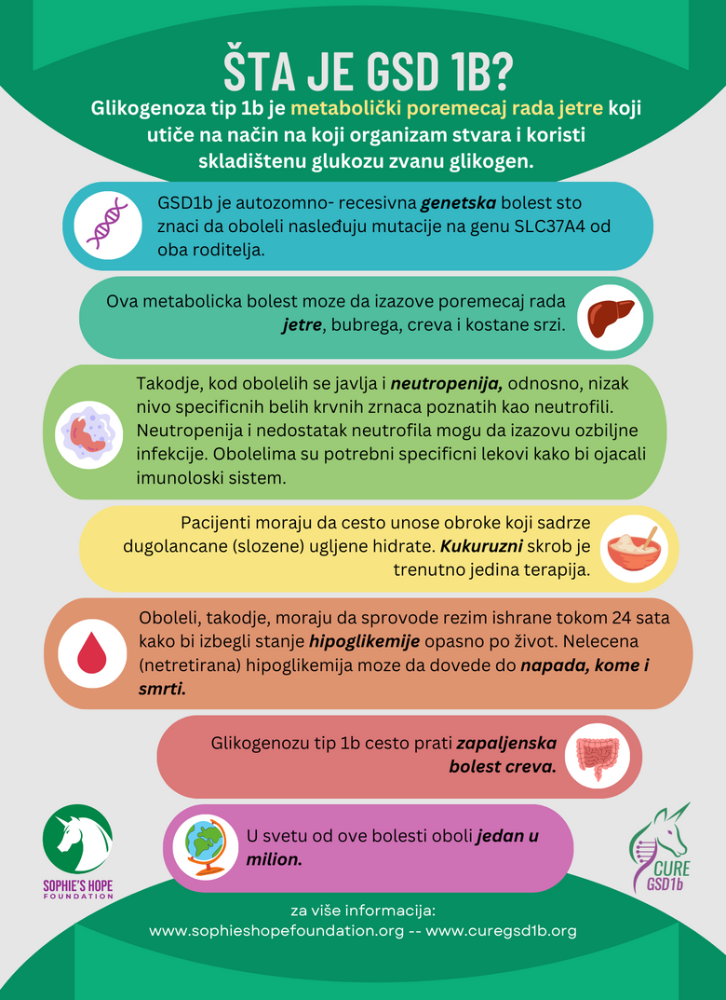 ŠTA JE GSD 1B?
Glikogenoza tip 1b je metabolički poremecaj rada jetre koji
utiče na način na koji organizam stvara i koristi
skladištenu glukozu zvanu glikogen.
GSD1b je autozomno- recesivna genetska bolest sto
znaci da oboleli nasleđuju mutacije na genu SLC37A4 od
oba roditelja.
Ova metabolicka bolest moze da izazove poremecaj rada
jetre, bubrega, creva i kostane srzi.
Takodje, kod obolelih se javlja i neutropenija, odnosno, nizak
nivo specificnih belih krvnih zrnaca poznatih kao neutrofili.
Neutropenija i nedostatak neutrofila mogu da izazovu ozbiljne
infekcije. Obolelima su potrebni specificni lekovi kako bi ojacali
imunoloski sistem.
Pacijenti moraju da cesto unose obroke koji sadrze
dugolancane (slozene) ugljene hidrate. Kukuruzni skrob je
trenutno jedina terapija.
Oboleli, takodje, moraju da sprovode rezim ishrane tokom 24 sata
kako bi izbegli stanje hipoglikemije opasno po život. Nelecena
(netretirana) hipoglikemija moze da dovede do napada, kome i
smrti.
Glikogenozu tip 1b cesto prati zapaljenska
bolest creva.
U svetu od ove bolesti oboli jedan u
milion.
SOPHIE'S HOPE
FOUNDATION
CURE
GSD1b
za više informacija:
www.sophieshopefoundation.org -- www.curegsd1b.org